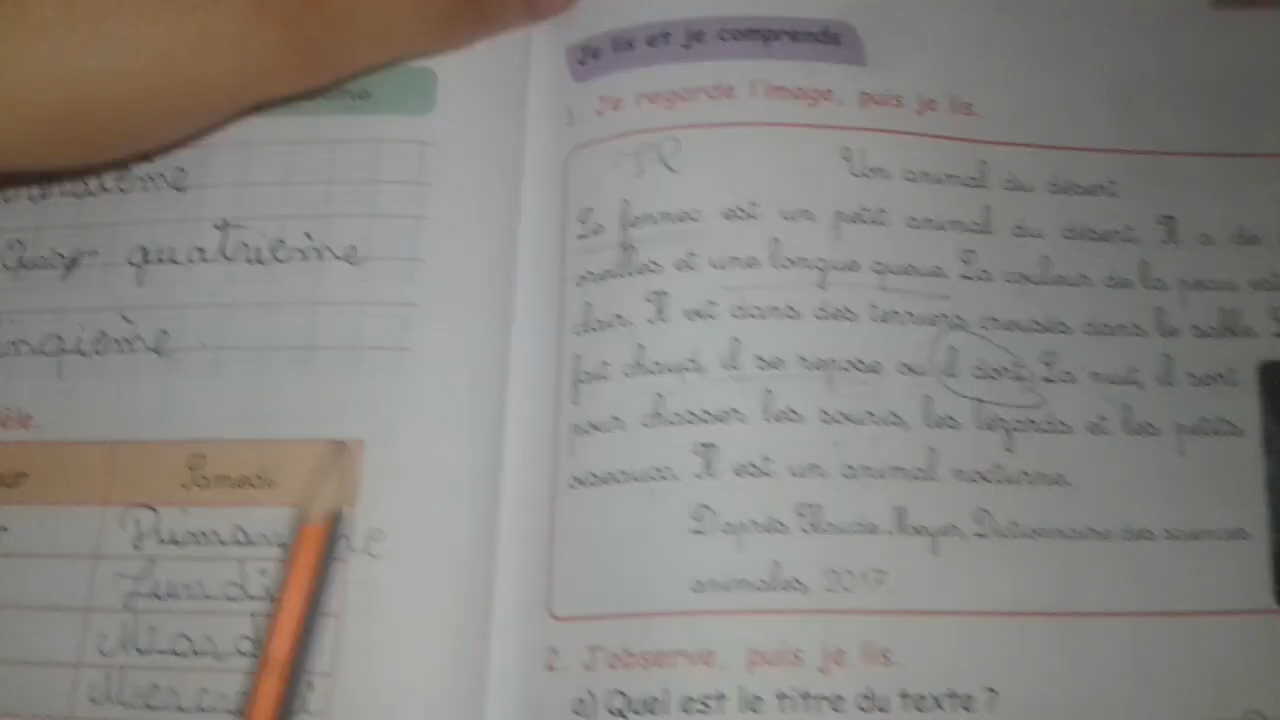 quatrième
Samedi
Dimanche
Lundi
Mardi
Mercredi
Je lis et je comprends
1. Je regarde l'image, puis je lis.
Un animal du désert
Le fennec est un petit animal du désert. Il a de
oreilles et une longue queue. La couleur de la peau est
clair. Il vit dans des terriers creusés dans le sable.
fait chaud, il se repose ou il dort. La nuit, il sort
pour chasser les souris, les lézards et les petits
oiseaux. Il est un animal nocturne.
D'après Meyer, Dictionnaire des sciences
animales, 2017
2. J'observe, puis je lis.
a) Quel est le titre du texte ?